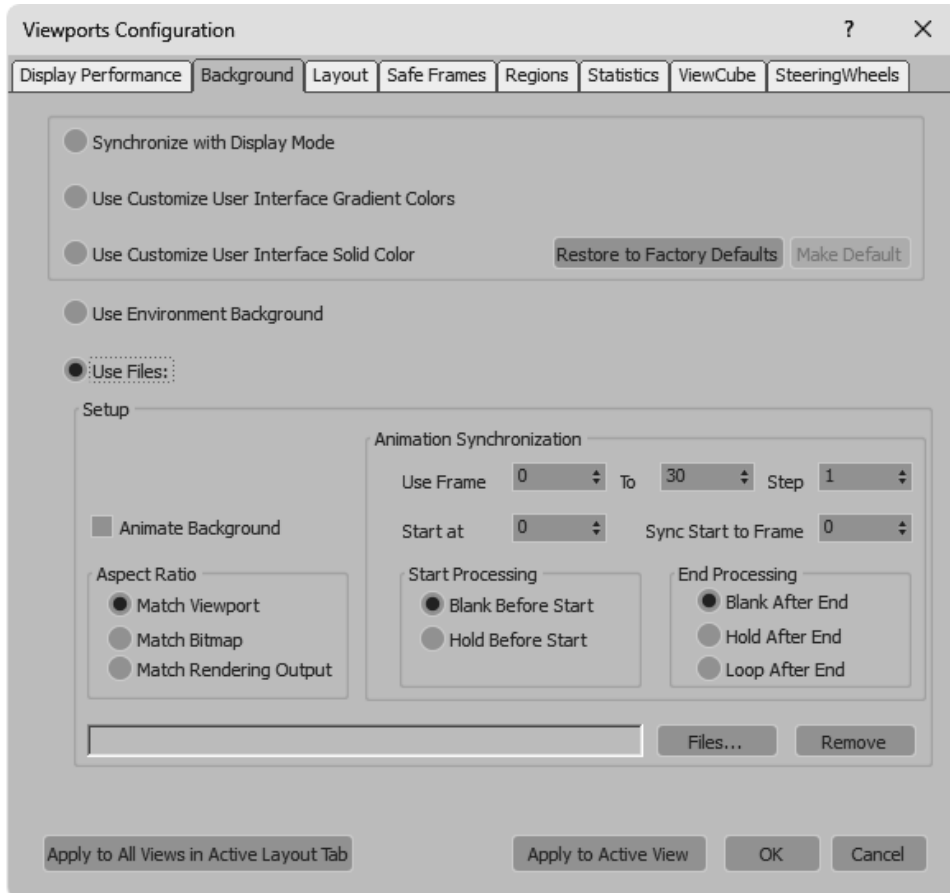 Viewports Configuration ?
Display Performance Background Layout Safe Frames Regions Statistics ViewCube SteeringWheels
Synchronize with Display Mode
Use Customize User Interface Gradient Colors
Use Customize User Interface Solid Color Restore to Factory Defaults Make Default
Use Environment Background
Use Files:
Setup
Animation Synchronization
Use Frame 0 To 30 Step 1
Animate Background
Start at 0 Sync Start to Frame 0
Aspect Ratio
Match Viewport
Match Bitmap
Match Rendering Output
Start Processing
Blank Before Start
Hold Before Start
End Processing
Blank After End
Hold After End
Loop After End
Files... Remove
Apply to All Views in Active Layout Tab Apply to Active View OK Cancel